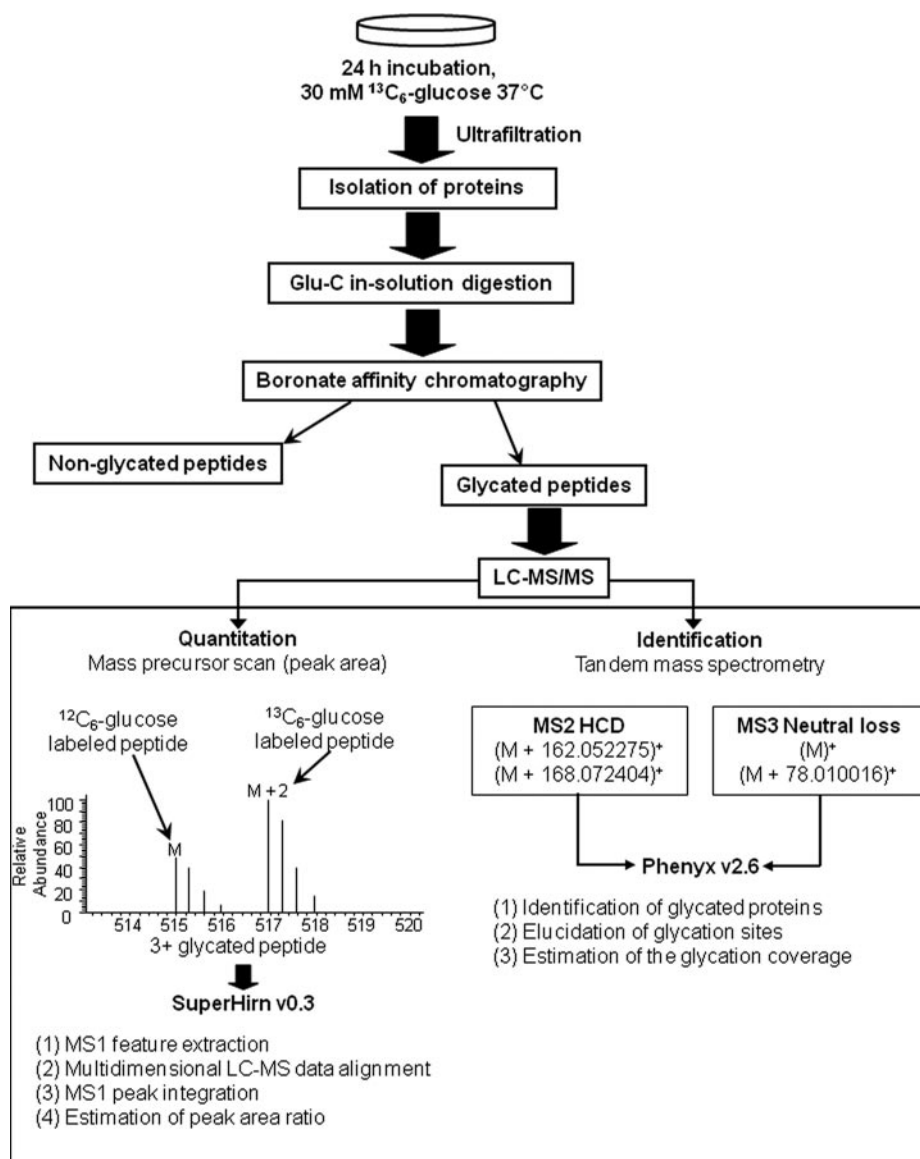 24 h incubation,
30 mM ¹³C₆-glucose 37°C
Ultrafiltration
Isolation of proteins
Glu-C in-solution digestion
Boronate affinity chromatography
Non-glycated peptides
Glycated peptides
LC-MS/MS
Quantitation
Mass precursor scan (peak area)
¹²C₆-glucose
labeled peptide
¹³C₆-glucose
labeled peptide
M + 2
M
Relative
Abundance
100
80
60
40
20
0
514 515 516 517 518 519 520
3+ glycated peptide
SuperHirn v0.3
(1) MS1 feature extraction
(2) Multidimensional LC-MS data alignment
(3) MS1 peak integration
(4) Estimation of peak area ratio
Identification
Tandem mass spectrometry
MS2 HCD
(M + 162.052275)⁺
(M + 168.072404)⁺
MS3 Neutral loss
(M)⁺
(M + 78.010016)⁺
Phenyx v2.6
(1) Identification of glycated proteins
(2) Elucidation of glycation sites
(3) Estimation of the glycation coverage